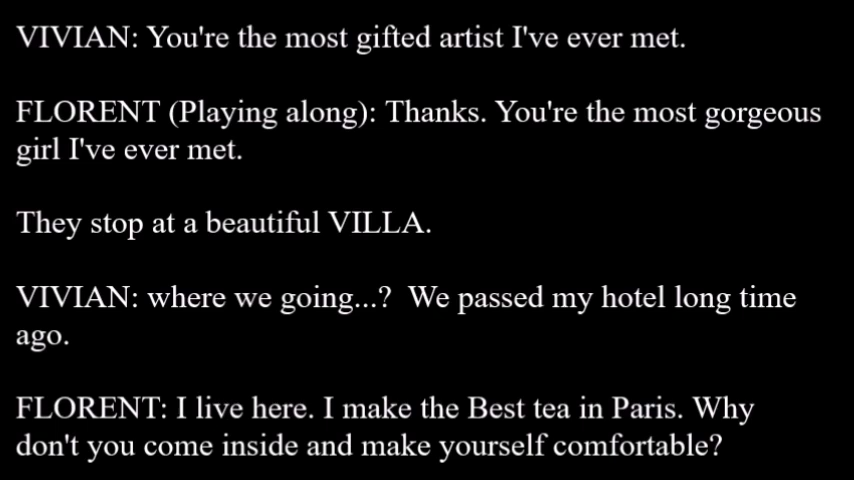 VIVIAN: You're the most gifted artist I've ever met.
FLORENT (Playing along): Thanks. You're the most gorgeous
girl I've ever met.
They stop at a beautiful VILLA.
VIVIAN: where we going...?  We passed my hotel long time
ago.
FLORENT: I live here. I make the Best tea in Paris. Why
don't you come inside and make yourself comfortable?